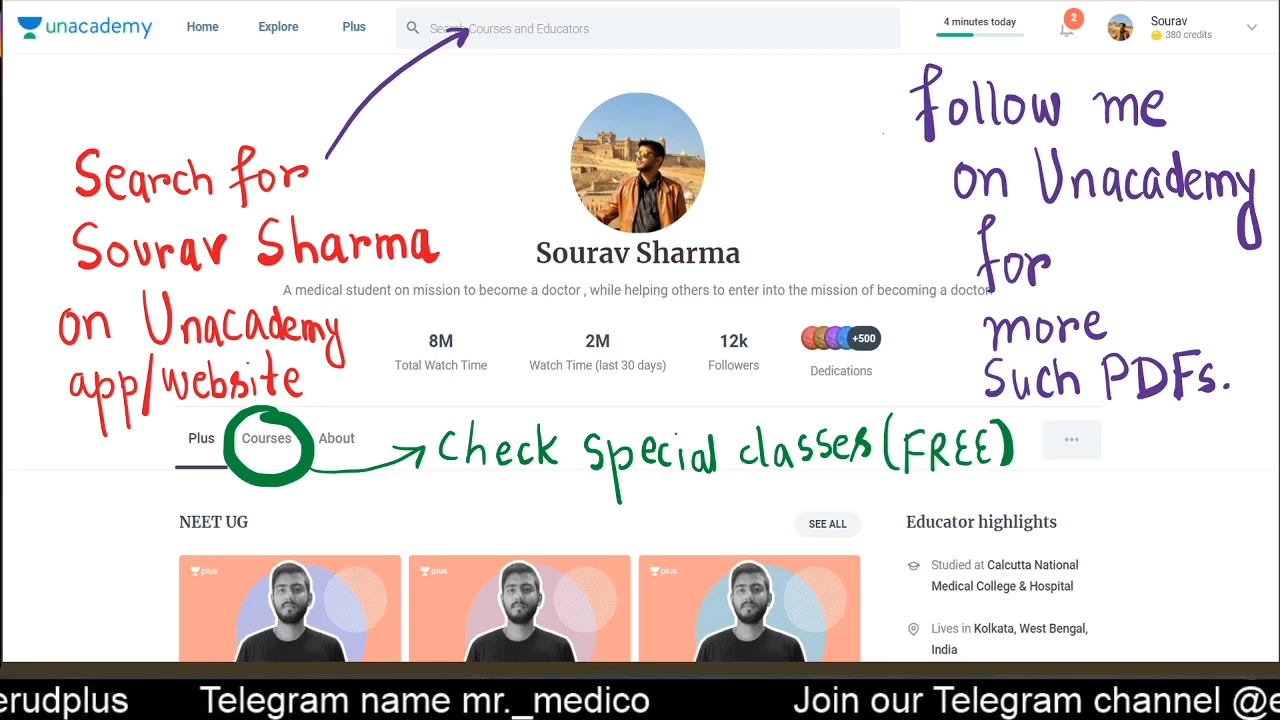 unacademy
Home
Explore
Plus
Search Courses and Educators
4 minutes today
2
Sourav
380 credits
Follow me
on Unacademy
for
more
Such PDFs.
Search for
Sourav Sharma
on Unacademy
app/website
Sourav Sharma
A medical student on mission to become a doctor , while helping others to enter into the mission of becoming a doctor.
8M
Total Watch Time
2M
Watch Time (last 30 days)
12k
Followers
+500
Dedications
Plus
Courses
About
Check special classes (FREE)
NEET UG
SEE ALL
plus
plus
plus
Educator highlights
Studied at Calcutta National
Medical College & Hospital
Lives in Kolkata, West Bengal,
India
erudplus
Telegram name mr._medico
Join our Telegram channel @e